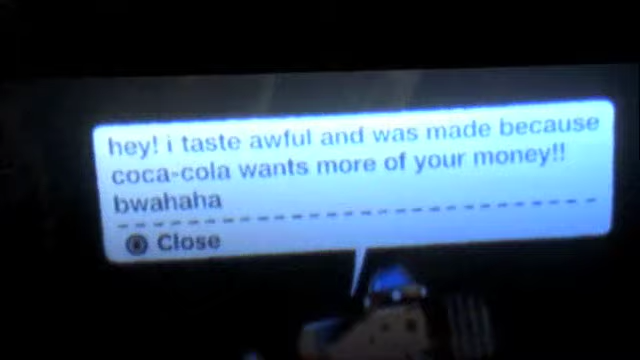 hey! i taste awful and was made because
coca-cola wants more of your money!!
bwahaha
Close